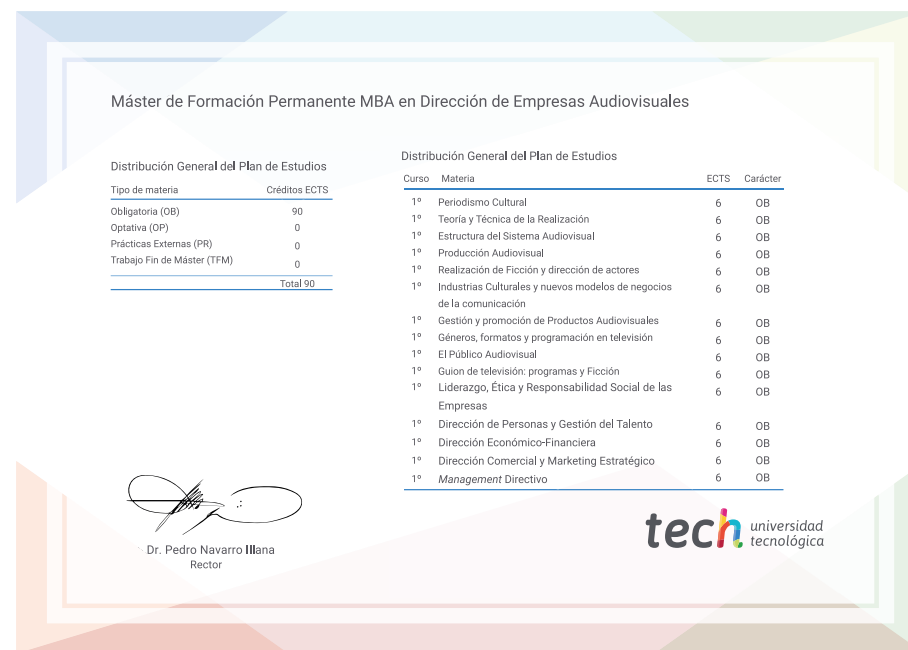 Máster de Formación Permanente MBA en Dirección de Empresas Audiovisuales
Distribución General del Plan de Estudios
Tipo de materia Créditos ECTS
Obligatoria (OB) 90
Optativa (OP) 0
Prácticas Externas (PR) 0
Trabajo Fin de Máster (TFM) 0
Total 90
Distribución General del Plan de Estudios
Curso Materia ECTS Carácter
1º Periodismo Cultural 6 OB
1º Teoría y Técnica de la Realización 6 OB
1º Estructura del Sistema Audiovisual 6 OB
1º Producción Audiovisual 6 OB
1º Realización de Ficción y dirección de actores 6 OB
1º Industrias Culturales y nuevos modelos de negocios 6 OB
de la comunicación
1º Gestión y promoción de Productos Audiovisuales 6 OB
1º Géneros, formatos y programación en televisión 6 OB
1º El Público Audiovisual 6 OB
1º Guion de televisión: programas y Ficción 6 OB
1º Liderazgo, Ética y Responsabilidad Social de las 6 OB
Empresas
1º Dirección de Personas y Gestión del Talento 6 OB
1º Dirección Económico-Financiera 6 OB
1º Dirección Comercial y Marketing Estratégico 6 OB
1º Management Directivo 6 OB
Dr. Pedro Navarro Illana
Rector
tech universidad
tecnológica